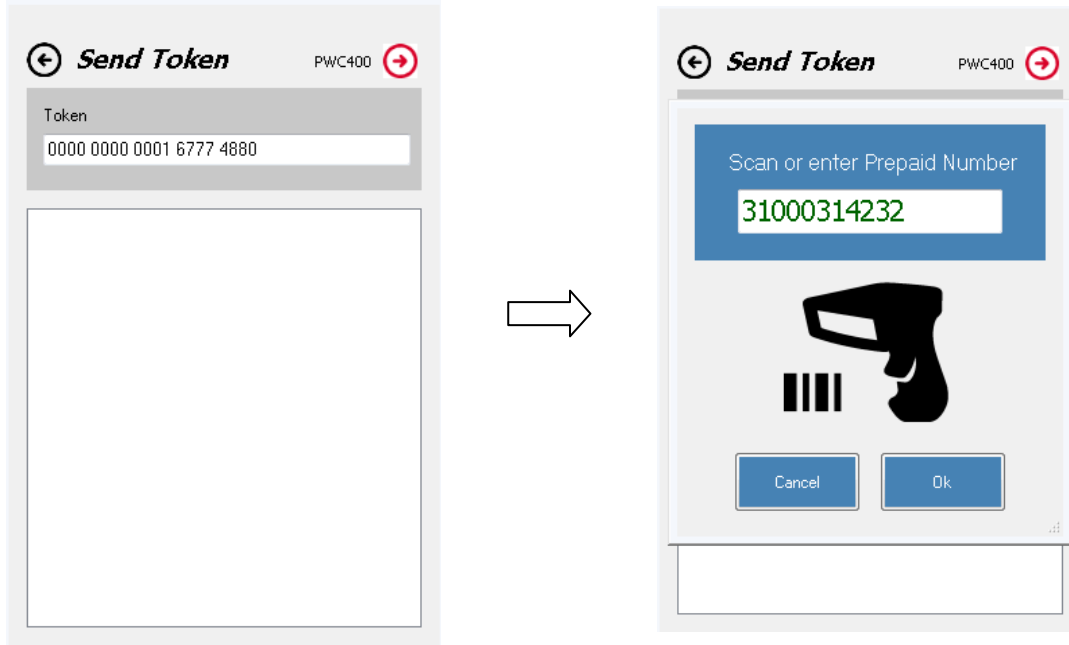 Send Token
PWC400
Token
0000 0000 0001 6777 4880
Send Token
PWC400
Scan or enter Prepaid Number
31000314232
Cancel
Ok